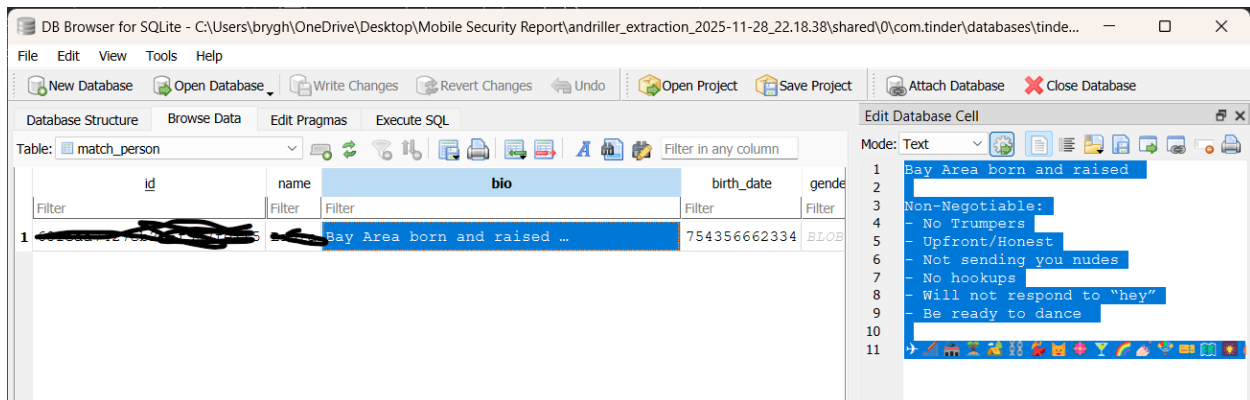 DB Browser for SQLite - C:\Users\brygh\OneDrive\Desktop\Mobile Security Report\andriller_extraction_2025-11-28_22.18.38\shared\0\com.tinder\databases\tinde...
File Edit View Tools Help
New Database Open Database Write Changes Revert Changes Undo Open Project Save Project Attach Database Close Database
Database Structure Browse Data Edit Pragmas Execute SQL
Edit Database Cell
Table: match_person Filter in any column
Mode: Text
id name bio birth_date gende
Filter Filter Filter Filter Filter
1 Bay Area born and raised … 754356662334 BLOB
1 Bay Area born and raised
2
3 Non-Negotiable:
4 - No Trumpers
5 - Upfront/Honest
6 - Not sending you nudes
7 - No hookups
8 - Will not respond to “hey”
9 - Be ready to dance
10
11